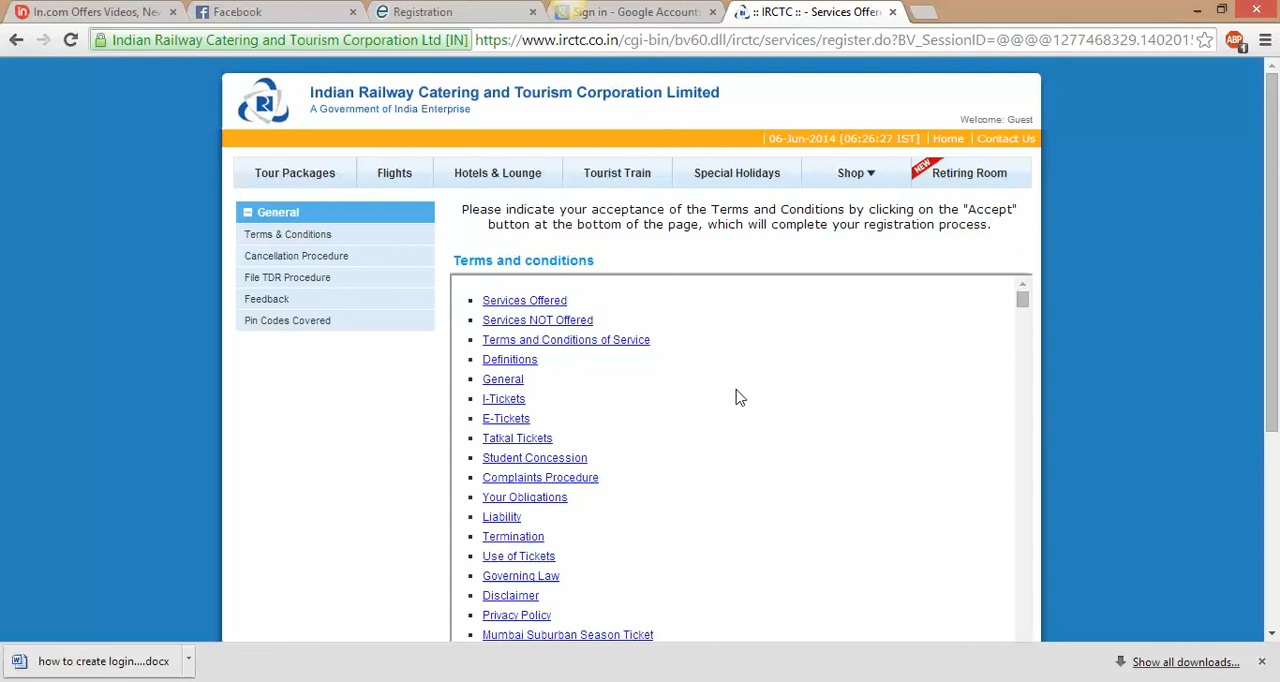 In.com Offers Videos, Nev
Facebook
Registration
Sign in - Google Accounts
:: IRCTC :: - Services Offer
Indian Railway Catering and Tourism Corporation Ltd [IN]
https://www.irctc.co.in/cgi-bin/bv60.dll/irctc/services/register.do?BV_SessionID=@@@@1277468329.140201
ABP
1
Indian Railway Catering and Tourism Corporation Limited
A Government of India Enterprise
Welcome: Guest
| 06-Jun-2014 [06:26:27 IST] | Home | Contact Us
Tour Packages
Flights
Hotels & Lounge
Tourist Train
Special Holidays
Shop ▼
NEW
Retiring Room
General
Terms & Conditions
Cancellation Procedure
File TDR Procedure
Feedback
Pin Codes Covered
Please indicate your acceptance of the Terms and Conditions by clicking on the "Accept"
button at the bottom of the page, which will complete your registration process.
Terms and conditions
Services Offered
Services NOT Offered
Terms and Conditions of Service
Definitions
General
I-Tickets
E-Tickets
Tatkal Tickets
Student Concession
Complaints Procedure
Your Obligations
Liability
Termination
Use of Tickets
Governing Law
Disclaimer
Privacy Policy
Mumbai Suburban Season Ticket
how to create login....docx
Show all downloads...